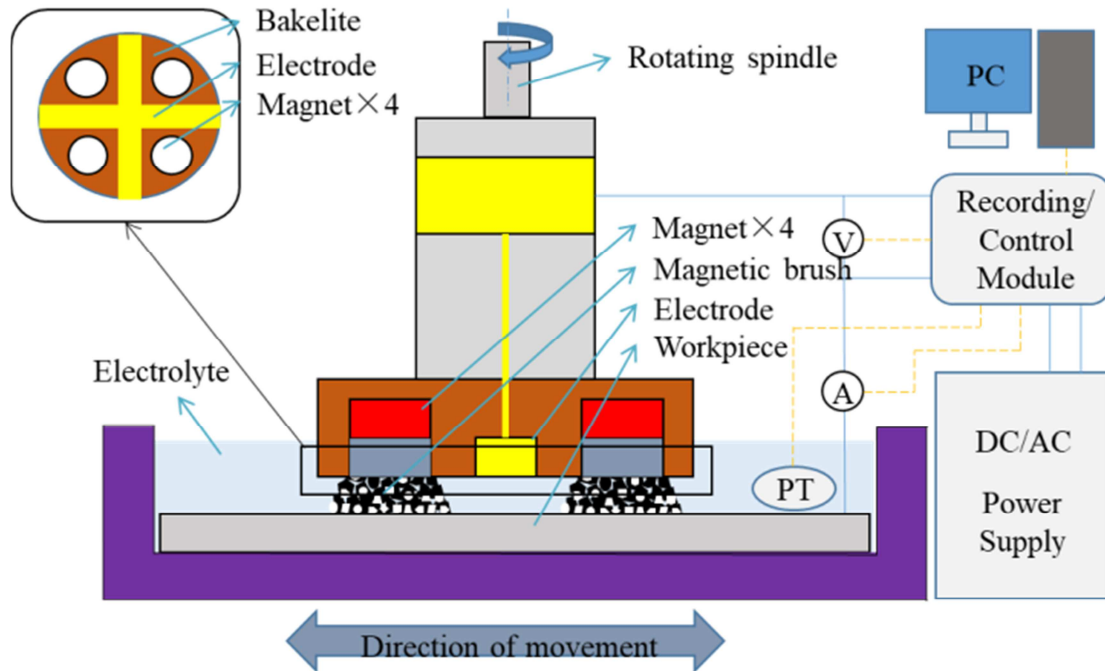 Bakelite
Electrode
Magnet×4
Rotating spindle
PC
Recording/
Control
Module
V
Magnet×4
Magnetic brush
Electrode
Workpiece
Electrolyte
A
PT
DC/AC
Power
Supply
Direction of movement